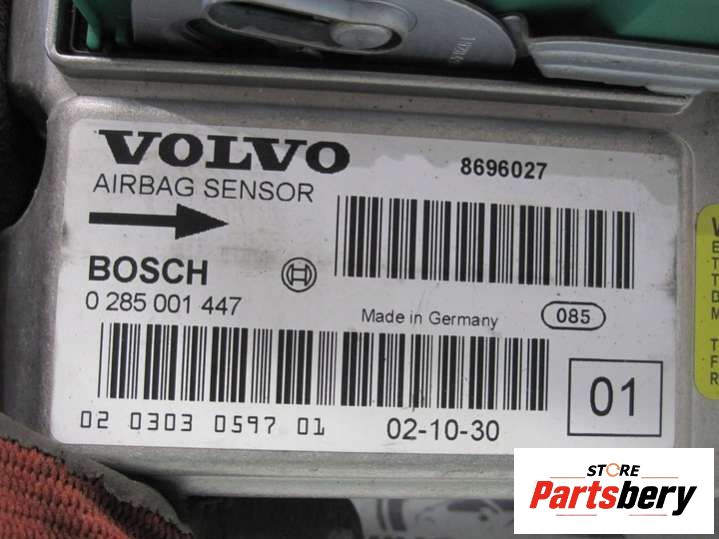 VOLVO
8696027
AIRBAG SENSOR
BOSCH
0 285 001 447
Made in Germany
085
02 0303 0597 01
02-10-30
01
STORE
Partsbery